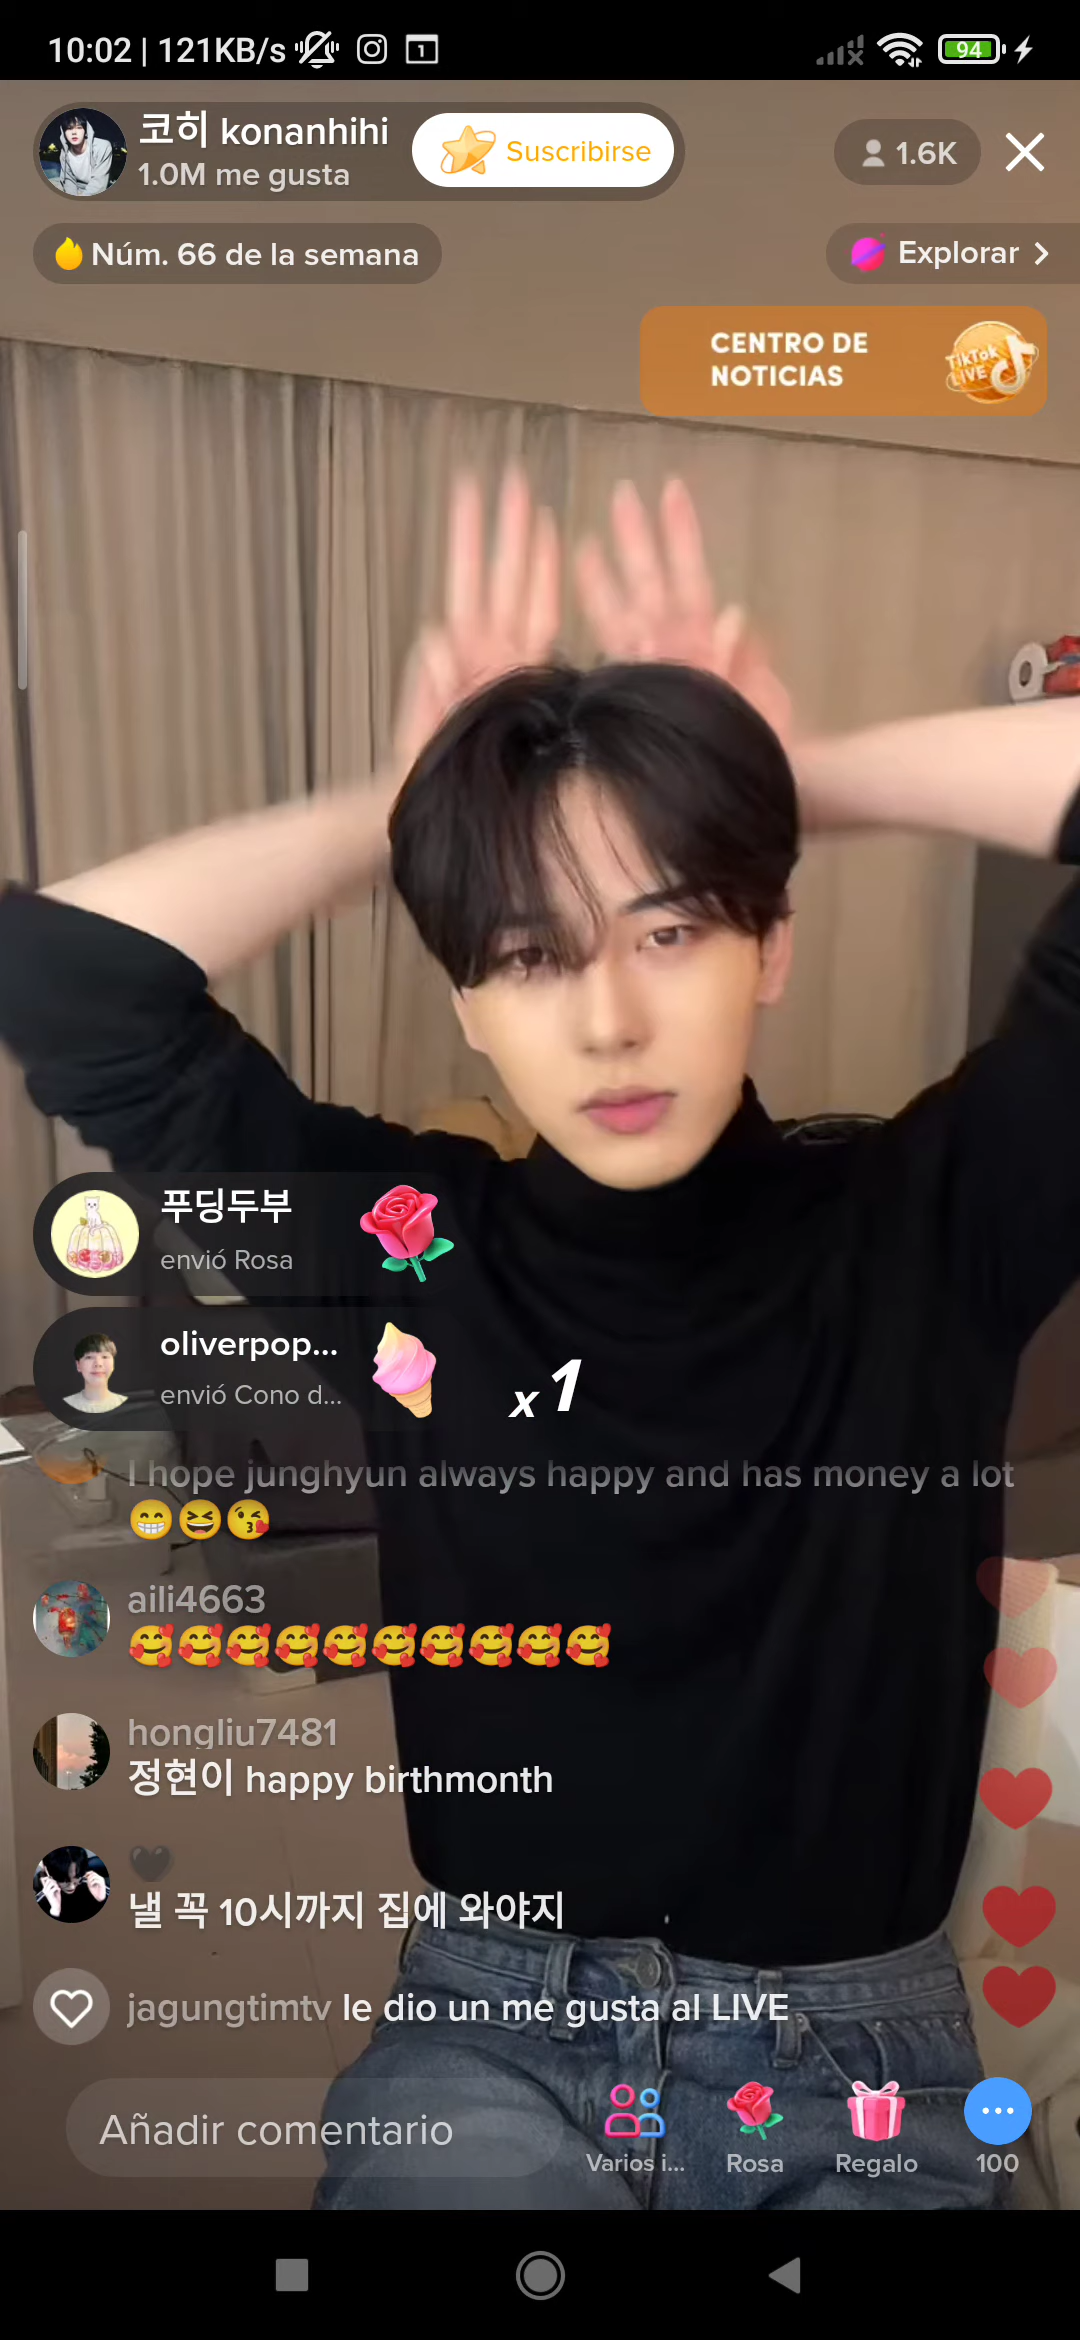 10:02 | 121KB/s
1
94
코히 konanhihi
1.0M me gusta
Suscribirse
1.6K
Núm. 66 de la semana
Explorar
CENTRO DE
NOTICIAS
TikTok
LIVE
푸딩두부
envió Rosa
oliverpop...
envió Cono d...
x1
I hope junghyun always happy and has money a lot
😁😆😘
aili4663
🥰🥰🥰🥰🥰🥰🥰🥰🥰🥰
hongliu7481
정현이 happy birthmonth
🖤
낼 꼭 10시까지 집에 와야지
jagungtimtv le dio un me gusta al LIVE
Añadir comentario
Varios i...
Rosa
Regalo
100